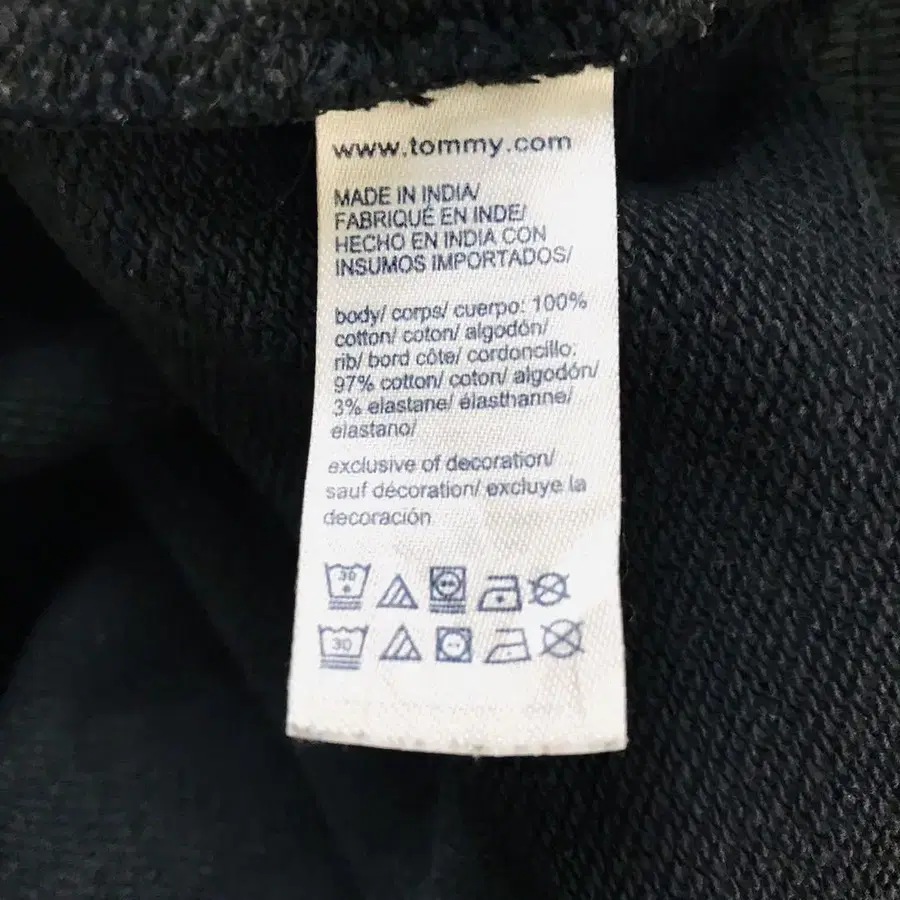 www.tommy.com
MADE IN INDIA/
FABRIQUÉ EN INDE/
HECHO EN INDIA CON
INSUMOS IMPORTADOS/
body/ corps/ cuerpo: 100%
cotton/ coton/ algodón/
rib/ bord côte/ cordoncillo:
97% cotton/ coton/ algodón/
3% elastane/ élasthanne/
elastano/
exclusive of decoration/
sauf décoration/ excluye la
decoración
30
30